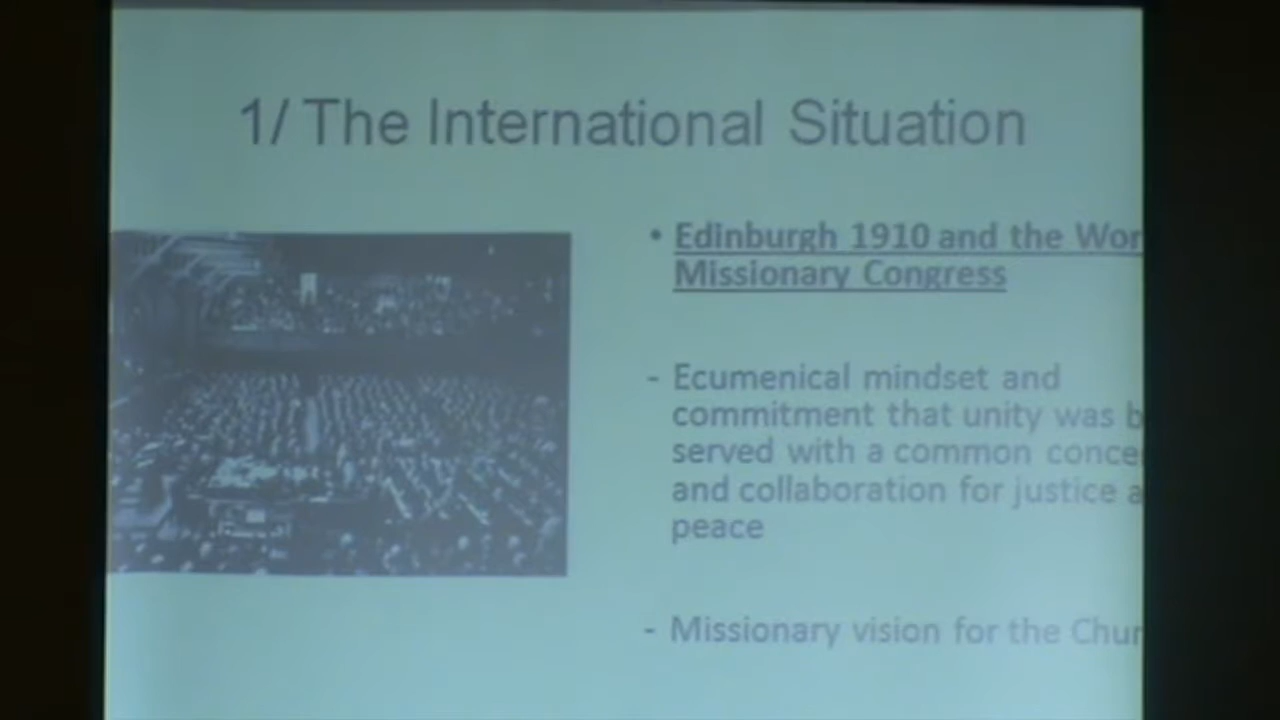 1/ The International Situation
• Edinburgh 1910 and the Wor
Missionary Congress
- Ecumenical mindset and
commitment that unity was b
served with a common conce
and collaboration for justice a
peace
- Missionary vision for the Chur